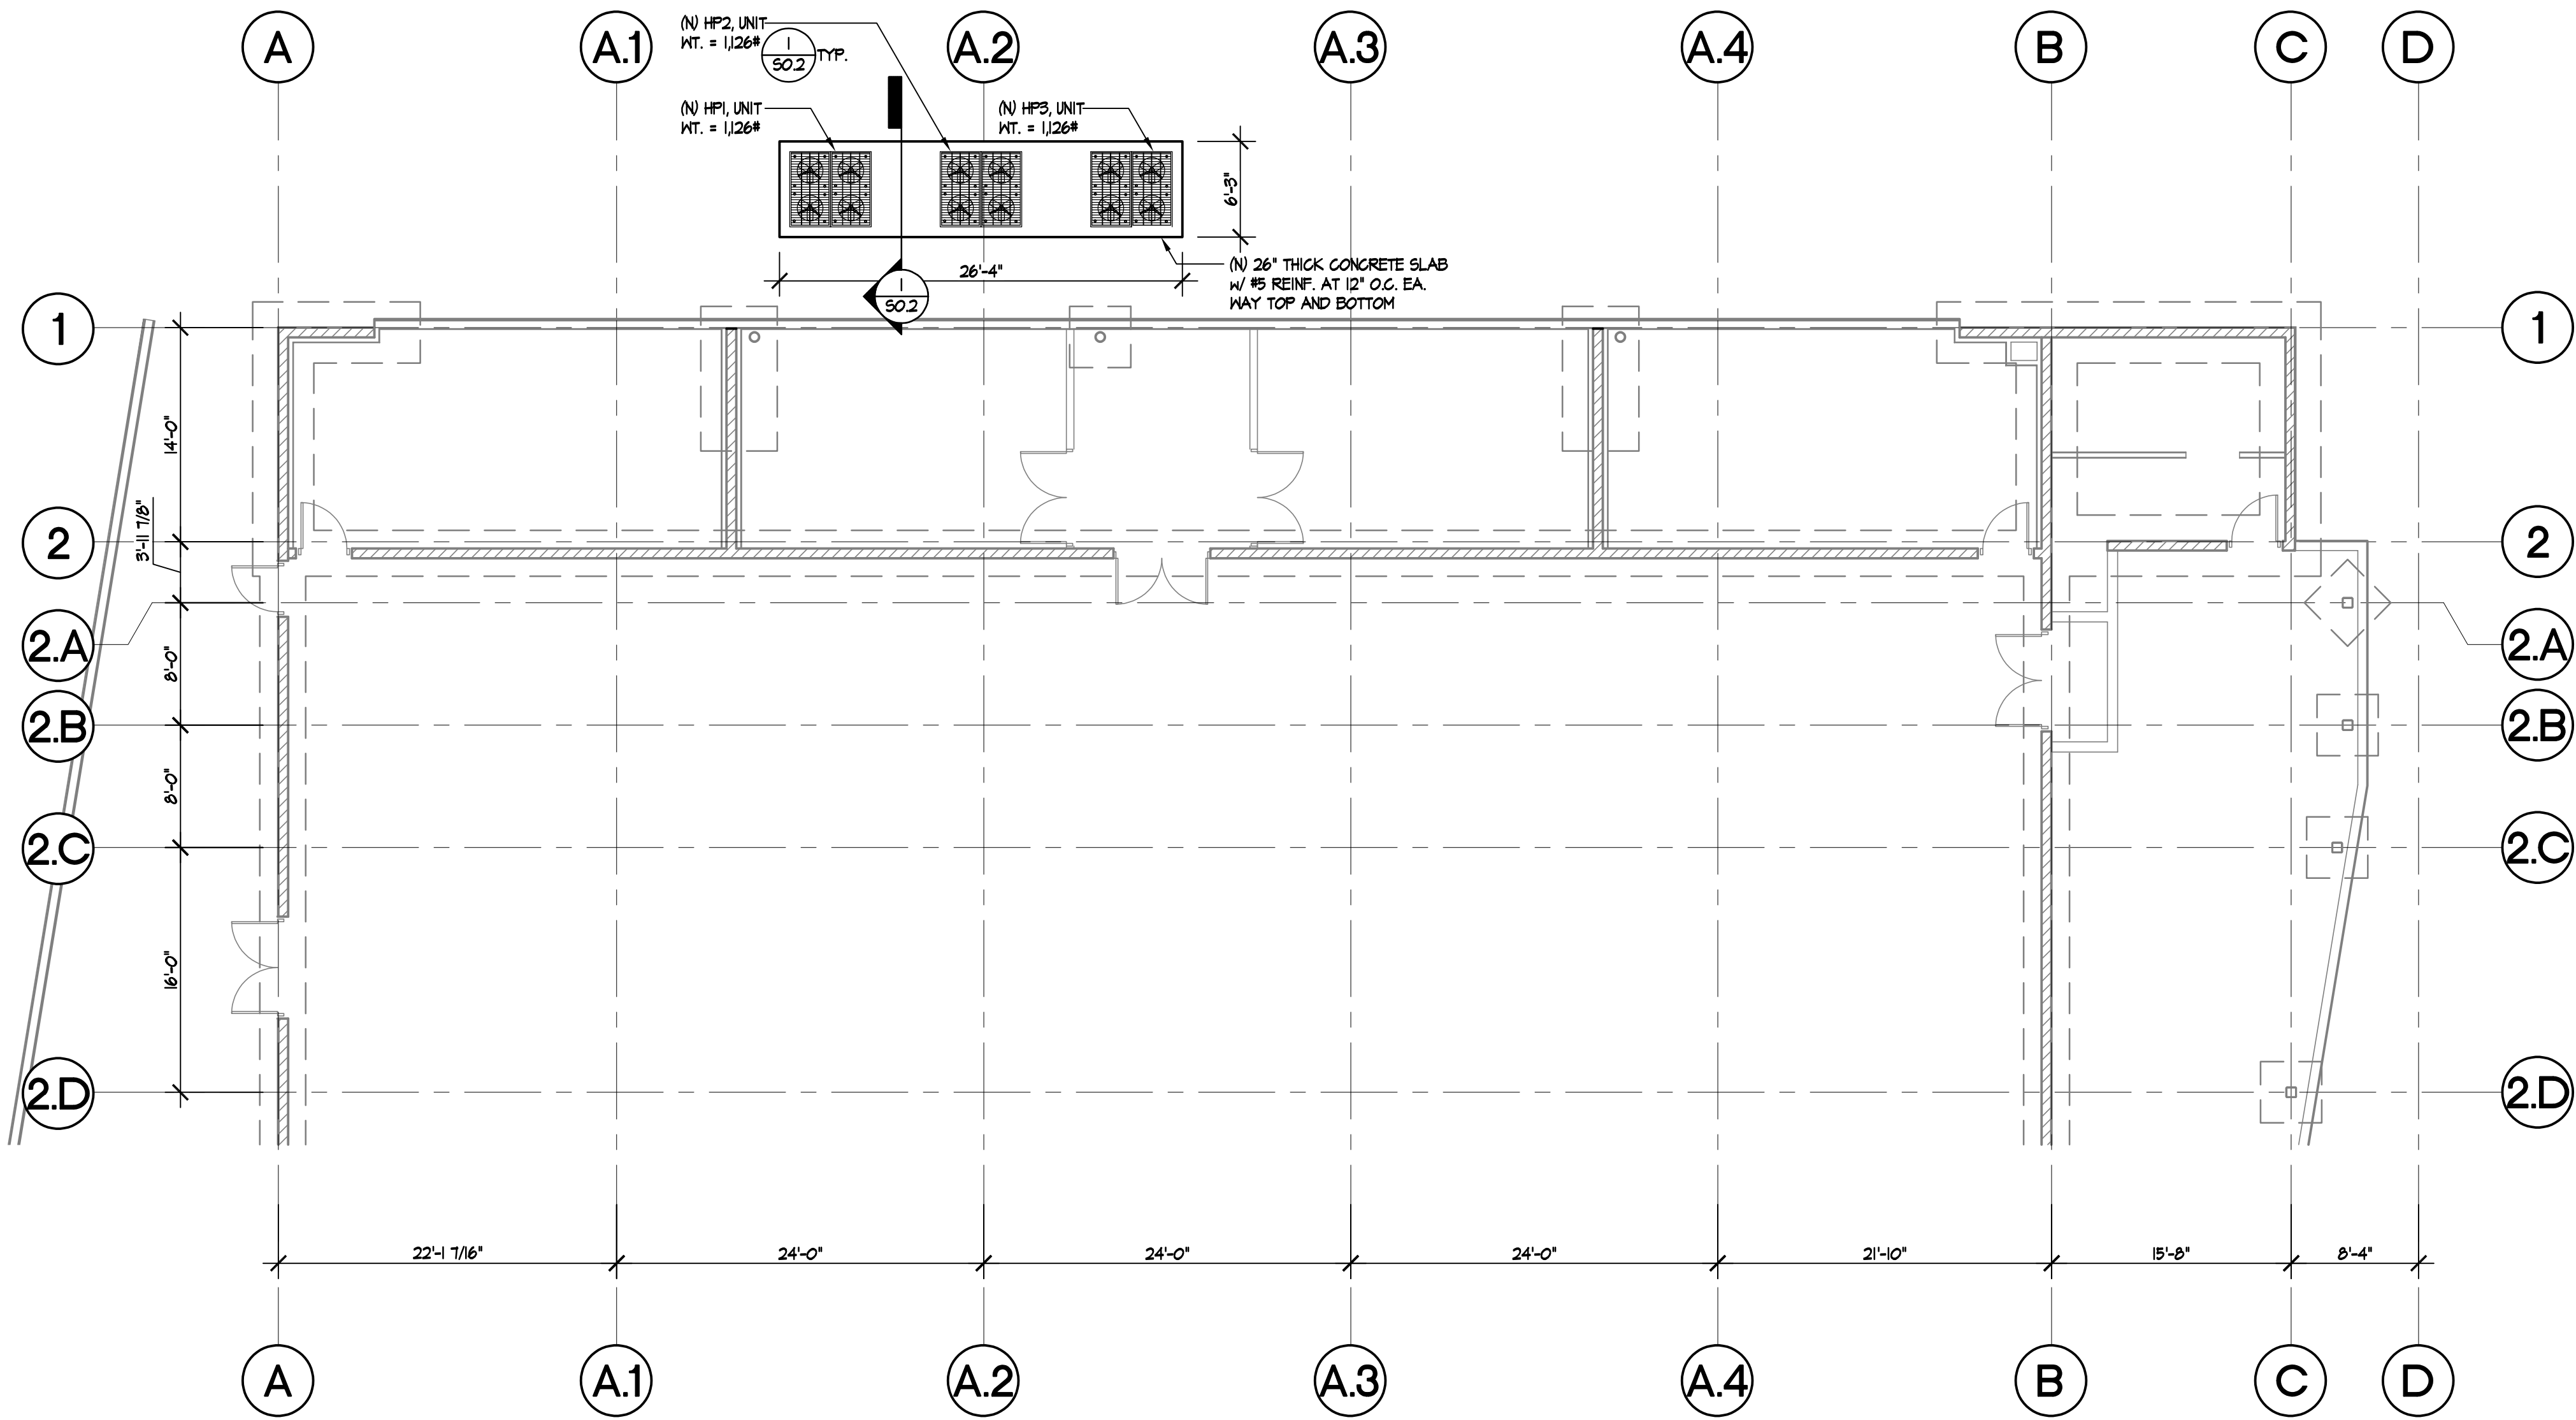 A A.1 A.2 A.3 A.4 B C D
(N) HP2, UNIT
WT. = 1,126#
1
S0.2
TYP.
(N) HP1, UNIT
WT. = 1,126#
(N) HP3, UNIT
WT. = 1,126#
6'-3"
26'-4"
(N) 26" THICK CONCRETE SLAB
W/ #5 REINF. AT 12" O.C. EA.
WAY TOP AND BOTTOM
1
S0.2
1 1
14'-0"
2 2
3'-11 7/8"
2.A 2.A
8'-0"
2.B 2.B
8'-0"
2.C 2.C
16'-0"
2.D 2.D
22'-1 7/16" 24'-0" 24'-0" 24'-0" 21'-10" 15'-8" 8'-4"
A A.1 A.2 A.3 A.4 B C D